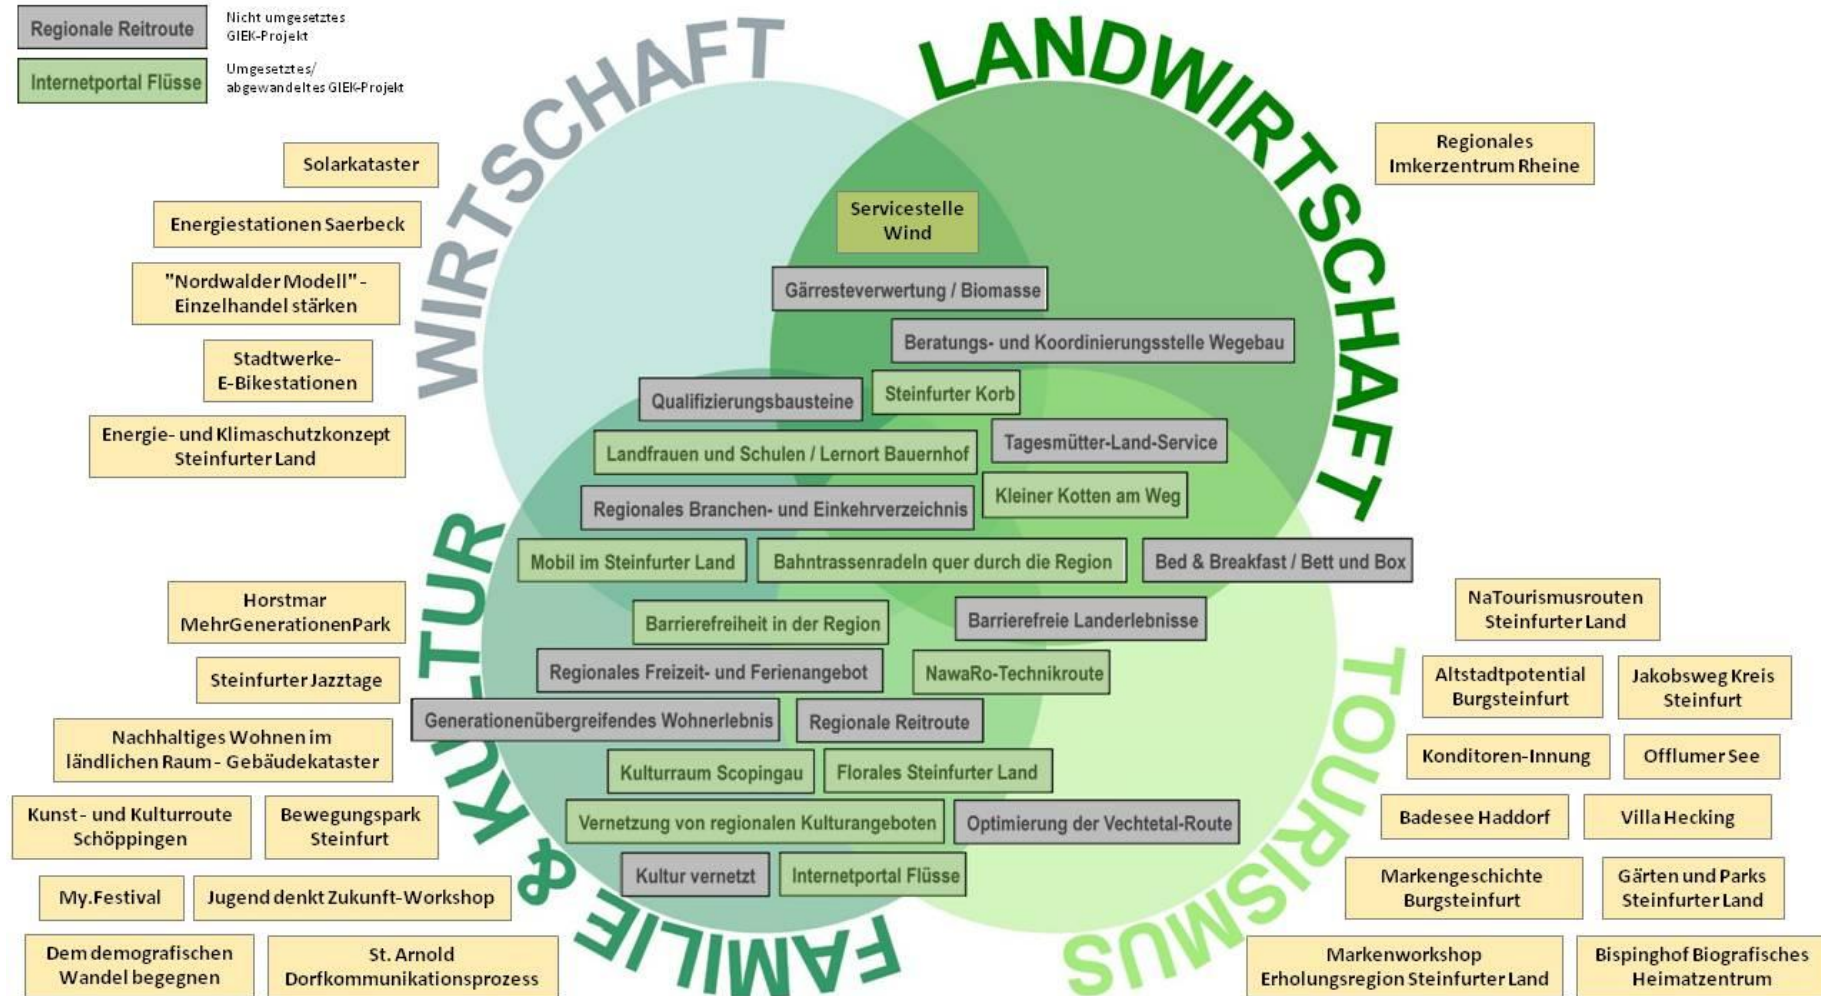 Regionale Reitroute
Nicht umgesetztes
GIEK-Projekt
Internetportal Flüsse
Umgesetztes/
abgewandeltes GIEK-Projekt
WIRTSCHAFT
LANDWIRTSCHAFT
Solarkataster
Energiestationen Saerbeck
"Nordwalder Modell" -
Einzelhandel stärken
Stadtwerke-
E-Bikestationen
Energie- und Klimaschutzkonzept
Steinfurter Land
Regionales
Imkerzentrum Rheine
Servicestelle
Wind
Gärresteverwertung / Biomasse
Beratungs- und Koordinierungsstelle Wegebau
Qualifizierungsbausteine
Steinfurter Korb
Landfrauen und Schulen / Lernort Bauernhof
Tagesmütter-Land-Service
Regionales Branchen- und Einkehrverzeichnis
Kleiner Kotten am Weg
Mobil im Steinfurter Land
Bahntrassenradeln quer durch die Region
Bed & Breakfast / Bett und Box
Barrierefreiheit in der Region
Barrierefreie Landerlebnisse
Regionales Freizeit- und Ferienangebot
NawaRo-Technikroute
Generationenübergreifendes Wohnerlebnis
Regionale Reitroute
Kulturraum Scopingau
Florales Steinfurter Land
Vernetzung von regionalen Kulturangeboten
Optimierung der Vechtetal-Route
Kultur vernetzt
Internetportal Flüsse
FAMILIE & KULTUR
TOURISMUS
Horstmar
MehrGenerationenPark
Steinfurter Jazztage
Nachhaltiges Wohnen im
ländlichen Raum - Gebäudekataster
Kunst- und Kulturroute
Schöppingen
Bewegungspark
Steinfurt
My.Festival
Jugend denkt Zukunft-Workshop
Dem demografischen
Wandel begegnen
St. Arnold
Dorfkommunikationsprozess
NaTourismusrouten
Steinfurter Land
Altstadtpotential
Burgsteinfurt
Jakobsweg Kreis
Steinfurt
Konditoren-Innung
Offlumer See
Badesee Haddorf
Villa Hecking
Markengeschichte
Burgsteinfurt
Gärten und Parks
Steinfurter Land
Markenworkshop
Erholungsregion Steinfurter Land
Bispinghof Biografisches
Heimatzentrum